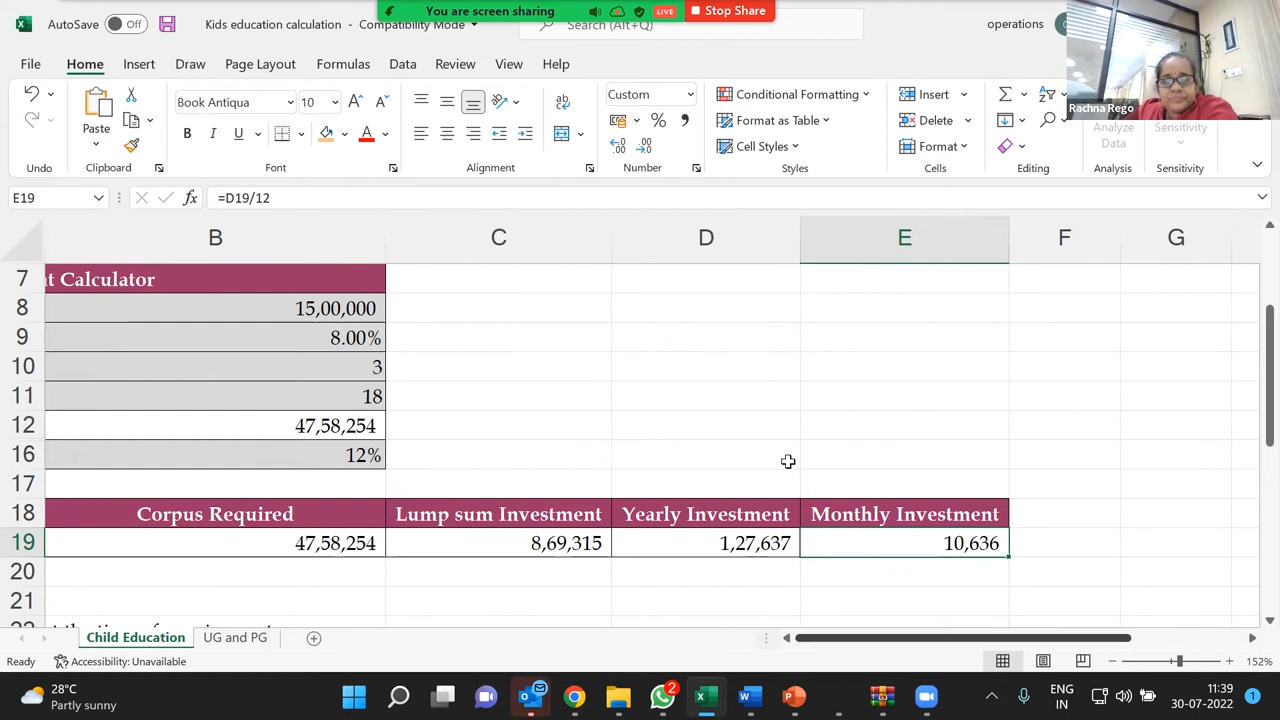 You are screen sharing
LIVE
Stop Share
AutoSave Off
Kids education calculation - Compatibility Mode
Search (Alt+Q)
operations
Rachna Rego
File Home Insert Draw Page Layout Formulas Data Review View Help
Paste
Book Antiqua 10
B I U
Custom
%
Conditional Formatting
Format as Table
Cell Styles
Insert
Delete
Format
Analyze Data
Sensitivity
Undo Clipboard Font Alignment Number Styles Cells Editing Analysis Sensitivity
E19 fx =D19/12
B C D E F G
7 t Calculator
8 15,00,000
9 8.00%
10 3
11 18
12 47,58,254
16 12%
17
18 Corpus Required Lump sum Investment Yearly Investment Monthly Investment
19 47,58,254 8,69,315 1,27,637 10,636
20
21
Child Education UG and PG
Ready Accessibility: Unavailable 152%
28°C
Partly sunny
2
ENG
IN
11:39
30-07-2022
1